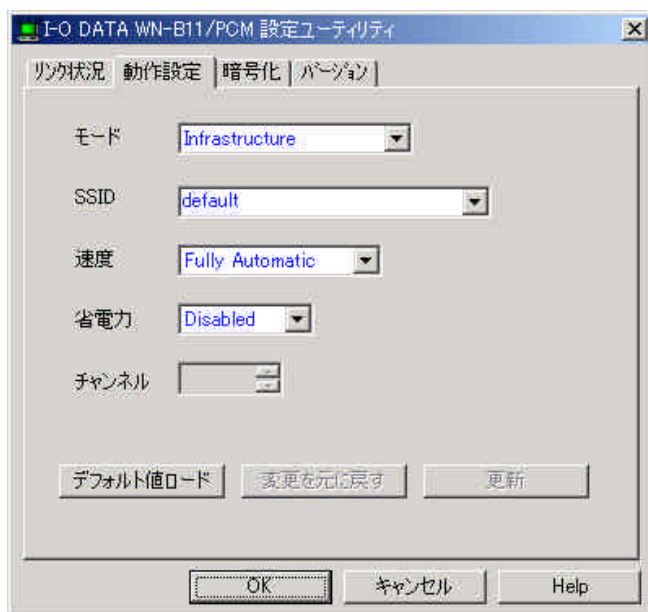 I-O DATA WN-B11/PCM 設定ユーティリティ
リンク状況 動作設定 暗号化 バージョン
モード Infrastructure
SSID default
速度 Fully Automatic
省電力 Disabled
チャンネル
デフォルト値ロード 変更を元に戻す 更新
OK キャンセル Help